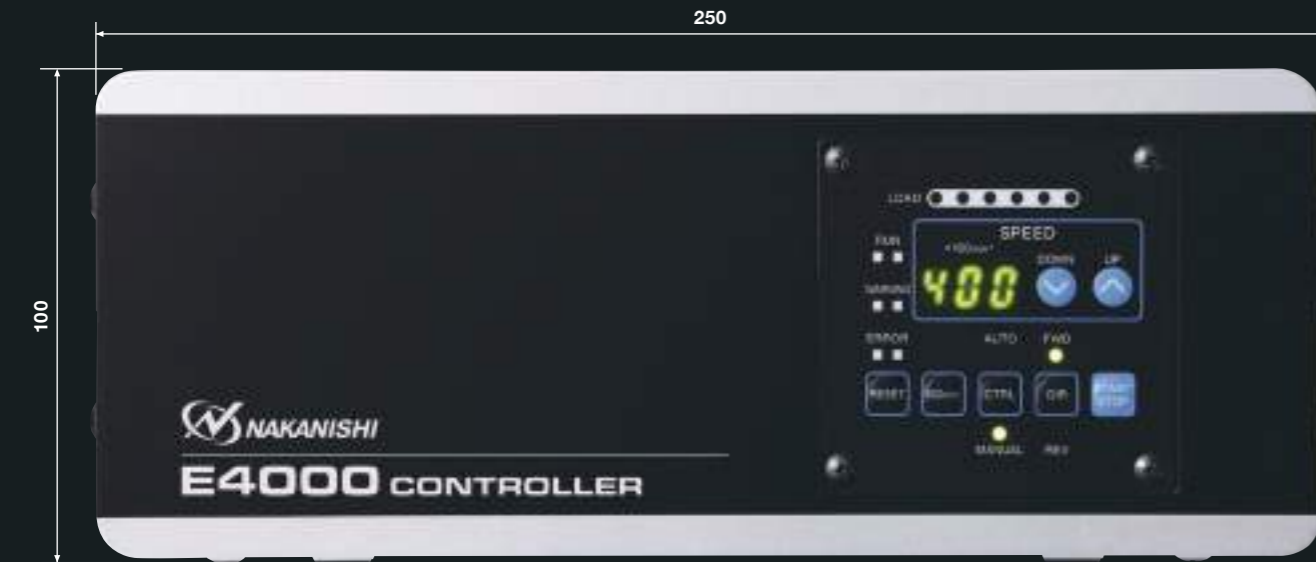 250
100
LOAD
SPEED
RUN
DOWN UP
WARNING
400
ERROR
AUTO FWD
RESET CTRL DIR START
STOP
MANUAL REV
NAKANISHI
E4000 CONTROLLER